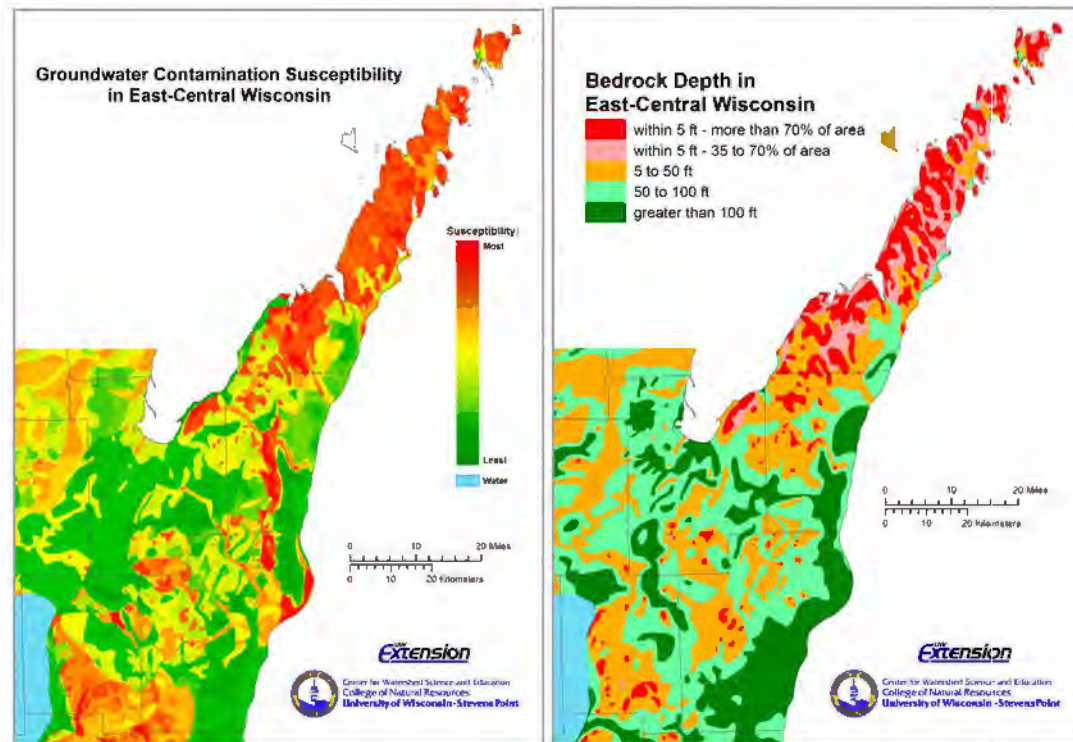 Groundwater Contamination Susceptibility
in East-Central Wisconsin
Susceptibility
Most
Least
Water
0 10 20 Miles
0 10 20 Kilometers
UW
Extension
Center for Watershed Science and Education
College of Natural Resources
University of Wisconsin - Stevens Point
Bedrock Depth in
East-Central Wisconsin
within 5 ft - more than 70% of area
within 5 ft - 35 to 70% of area
5 to 50 ft
50 to 100 ft
greater than 100 ft
0 10 20 Miles
0 10 20 Kilometers
UW
Extension
Center for Watershed Science and Education
College of Natural Resources
University of Wisconsin - Stevens Point